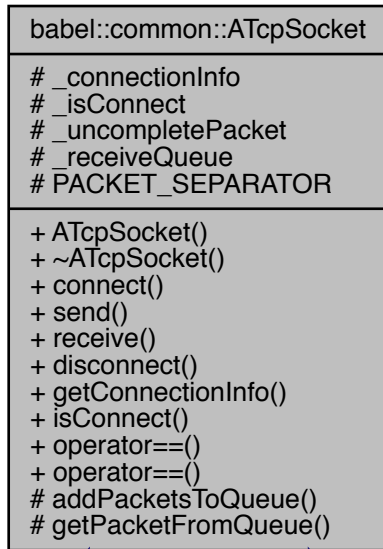 babel::common::ATcpSocket
# _connectionInfo
# _isConnect
# _uncompletePacket
# _receiveQueue
# PACKET_SEPARATOR
+ ATcpSocket()
+ ~ATcpSocket()
+ connect()
+ send()
+ receive()
+ disconnect()
+ getConnectionInfo()
+ isConnect()
+ operator==()
+ operator==()
# addPacketsToQueue()
# getPacketFromQueue()